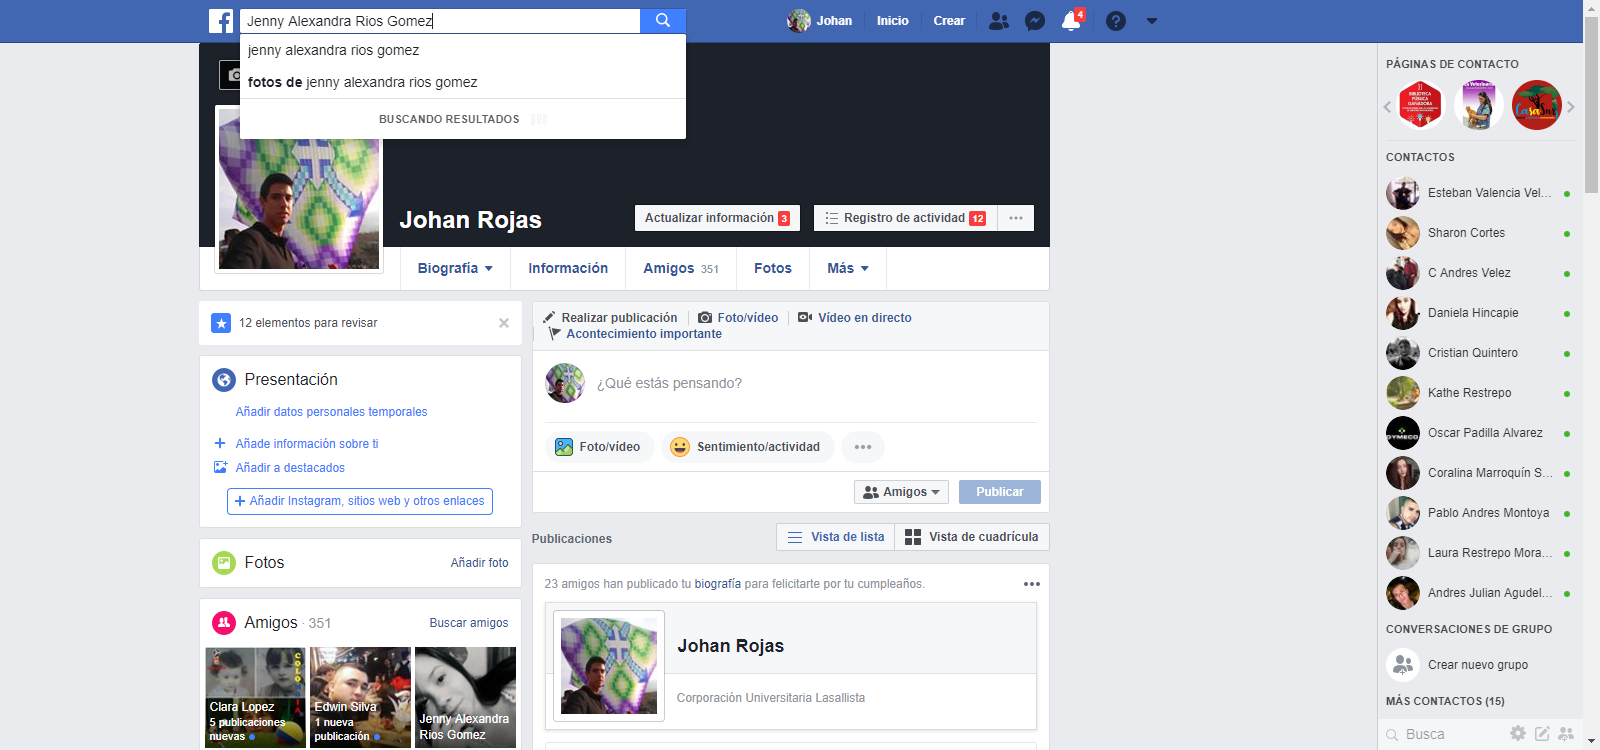 Jenny Alexandra Rios Gomez
Johan
Inicio
Crear
4
jenny alexandra rios gomez
fotos de jenny alexandra rios gomez
BUSCANDO RESULTADOS
Johan Rojas
Actualizar información 3
Registro de actividad 12
Biografía
Información
Amigos 351
Fotos
Más
12 elementos para revisar
Presentación
Añadir datos personales temporales
Añade información sobre ti
Añadir a destacados
+ Añadir Instagram, sitios web y otros enlaces
Fotos
Añadir foto
Amigos · 351
Buscar amigos
Clara Lopez
5 publicaciones
nuevas
Edwin Silva
1 nueva
publicación
Jenny Alexandra
Rios Gomez
Realizar publicación
Foto/vídeo
Vídeo en directo
Acontecimiento importante
¿Qué estás pensando?
Foto/vídeo
Sentimiento/actividad
Amigos
Publicar
Publicaciones
Vista de lista
Vista de cuadrícula
23 amigos han publicado tu biografía para felicitarte por tu cumpleaños.
Johan Rojas
Corporación Universitaria Lasallista
PÁGINAS DE CONTACTO
BIBLIOTECA
PÚBLICA
GANADORA
CaSaSur
CONTACTOS
Esteban Valencia Vel...
Sharon Cortes
C Andres Velez
Daniela Hincapie
Cristian Quintero
Kathe Restrepo
GYMECO
Oscar Padilla Alvarez
Coralina Marroquín S...
Pablo Andres Montoya
Laura Restrepo Mora...
Andres Julian Agudel...
CONVERSACIONES DE GRUPO
Crear nuevo grupo
MÁS CONTACTOS (15)
Busca